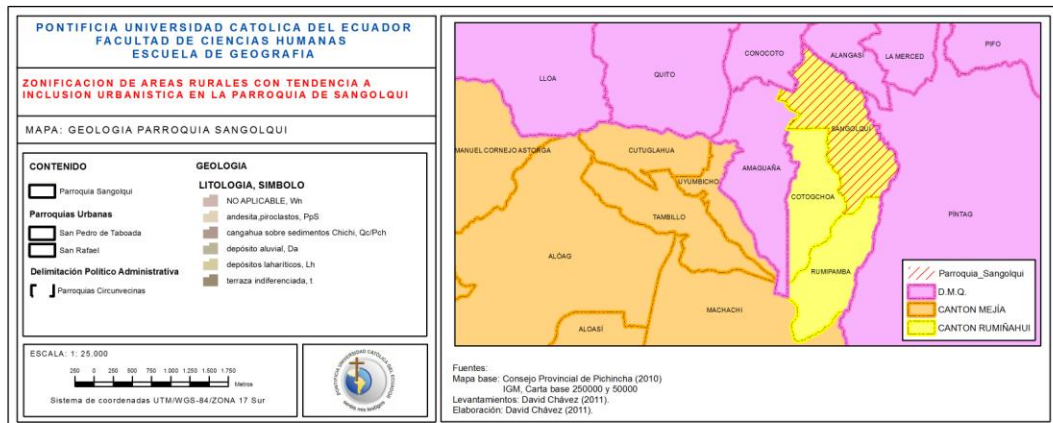 PONTIFICIA UNIVERSIDAD CATOLICA DEL ECUADOR
FACULTAD DE CIENCIAS HUMANAS
ESCUELA DE GEOGRAFIA
ZONIFICACION DE AREAS RURALES CON TENDENCIA A
INCLUSION URBANISTICA EN LA PARROQUIA DE SANGOLQUI
MAPA: GEOLOGIA PARROQUIA SANGOLQUI
CONTENIDO
Parroquia Sangolqui
Parroquias Urbanas
San Pedro de Taboada
San Rafael
Delimitación Político Administrativa
Parroquias Circunvecinas
GEOLOGIA
LITOLOGIA, SIMBOLO
NO APLICABLE, Wn
andesita,piroclastos, PpS
cangahua sobre sedimentos Chichi, Qc/Pch
depósito aluvial, Da
depósitos laharíticos, Lh
terraza indiferenciada, t
ESCALA: 1: 25.000
250 0 250 500 750 1.000 1.250 1.500 1.750
Metros
Sistema de coordenadas UTM/WGS-84/ZONA 17 Sur
PONTIFICIA UNIVERSIDAD CATÓLICA DEL ECUADOR
LLOA
QUITO
CONOCOTO
ALANGASÍ
LA MERCED
PIFO
MANUEL CORNEJO ASTORGA
CUTUGLAHUA
SANGOLQUI
UYUMBICHO
AMAGUAÑA
COTOGCHOA
TAMBILLO
PÍNTAG
ALÓAG
RUMIPAMBA
MACHACHI
ALOASÍ
Parroquia_Sangolqui
D.M.Q.
CANTON MEJÍA
CANTON RUMIÑAHUI
Fuentes:
Mapa base: Consejo Provincial de Pichincha (2010)
IGM, Carta base 250000 y 50000
Levantamientos: David Chávez (2011).
Elaboración: David Chávez (2011).